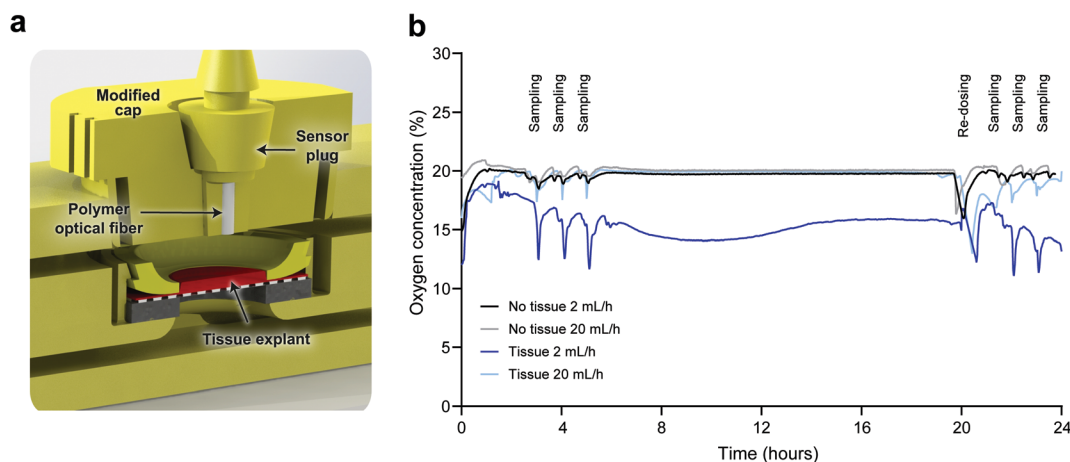 a
Modified
cap
Sensor
plug
Polymer
optical fiber
Tissue explant
b
Oxygen concentration (%)
30
25
20
15
10
5
0
Sampling
Sampling
Sampling
Re-dosing
Sampling
Sampling
Sampling
No tissue 2 mL/h
No tissue 20 mL/h
Tissue 2 mL/h
Tissue 20 mL/h
0
4
8
12
16
20
24
Time (hours)